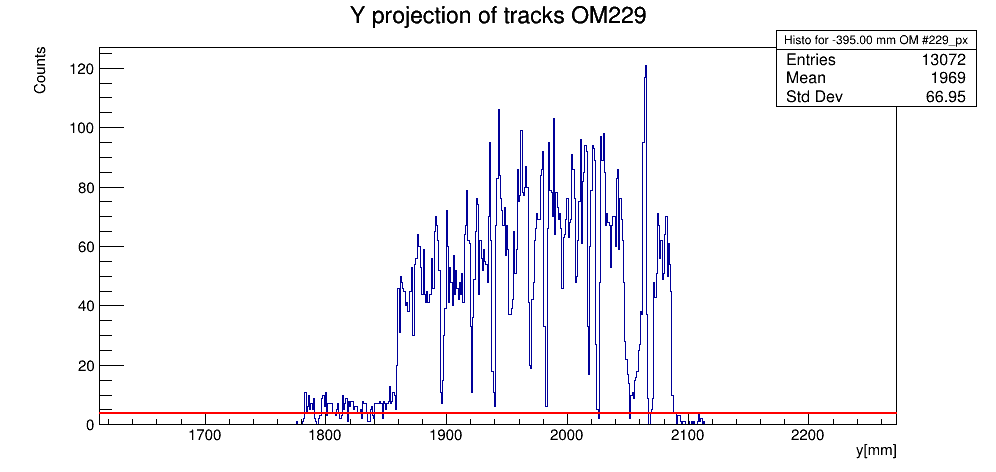 Y projection of tracks OM229
Histo for -395.00 mm OM #229_px
Entries 13072
Mean 1969
Std Dev 66.95
Counts
120
100
80
60
40
20
0
1700 1800 1900 2000 2100 2200
y[mm]